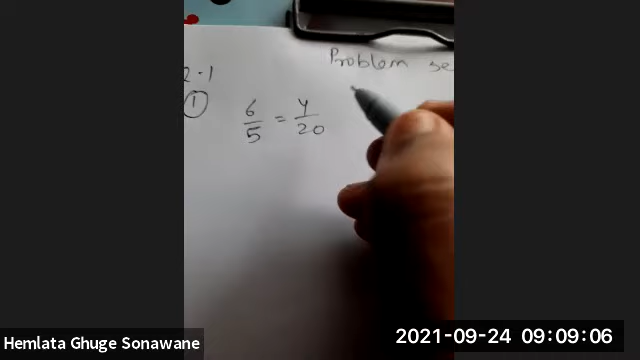 Problem se
2.1
① 6/5 = y/20
Hemlata Ghuge Sonawane
2021-09-24 09:09:06